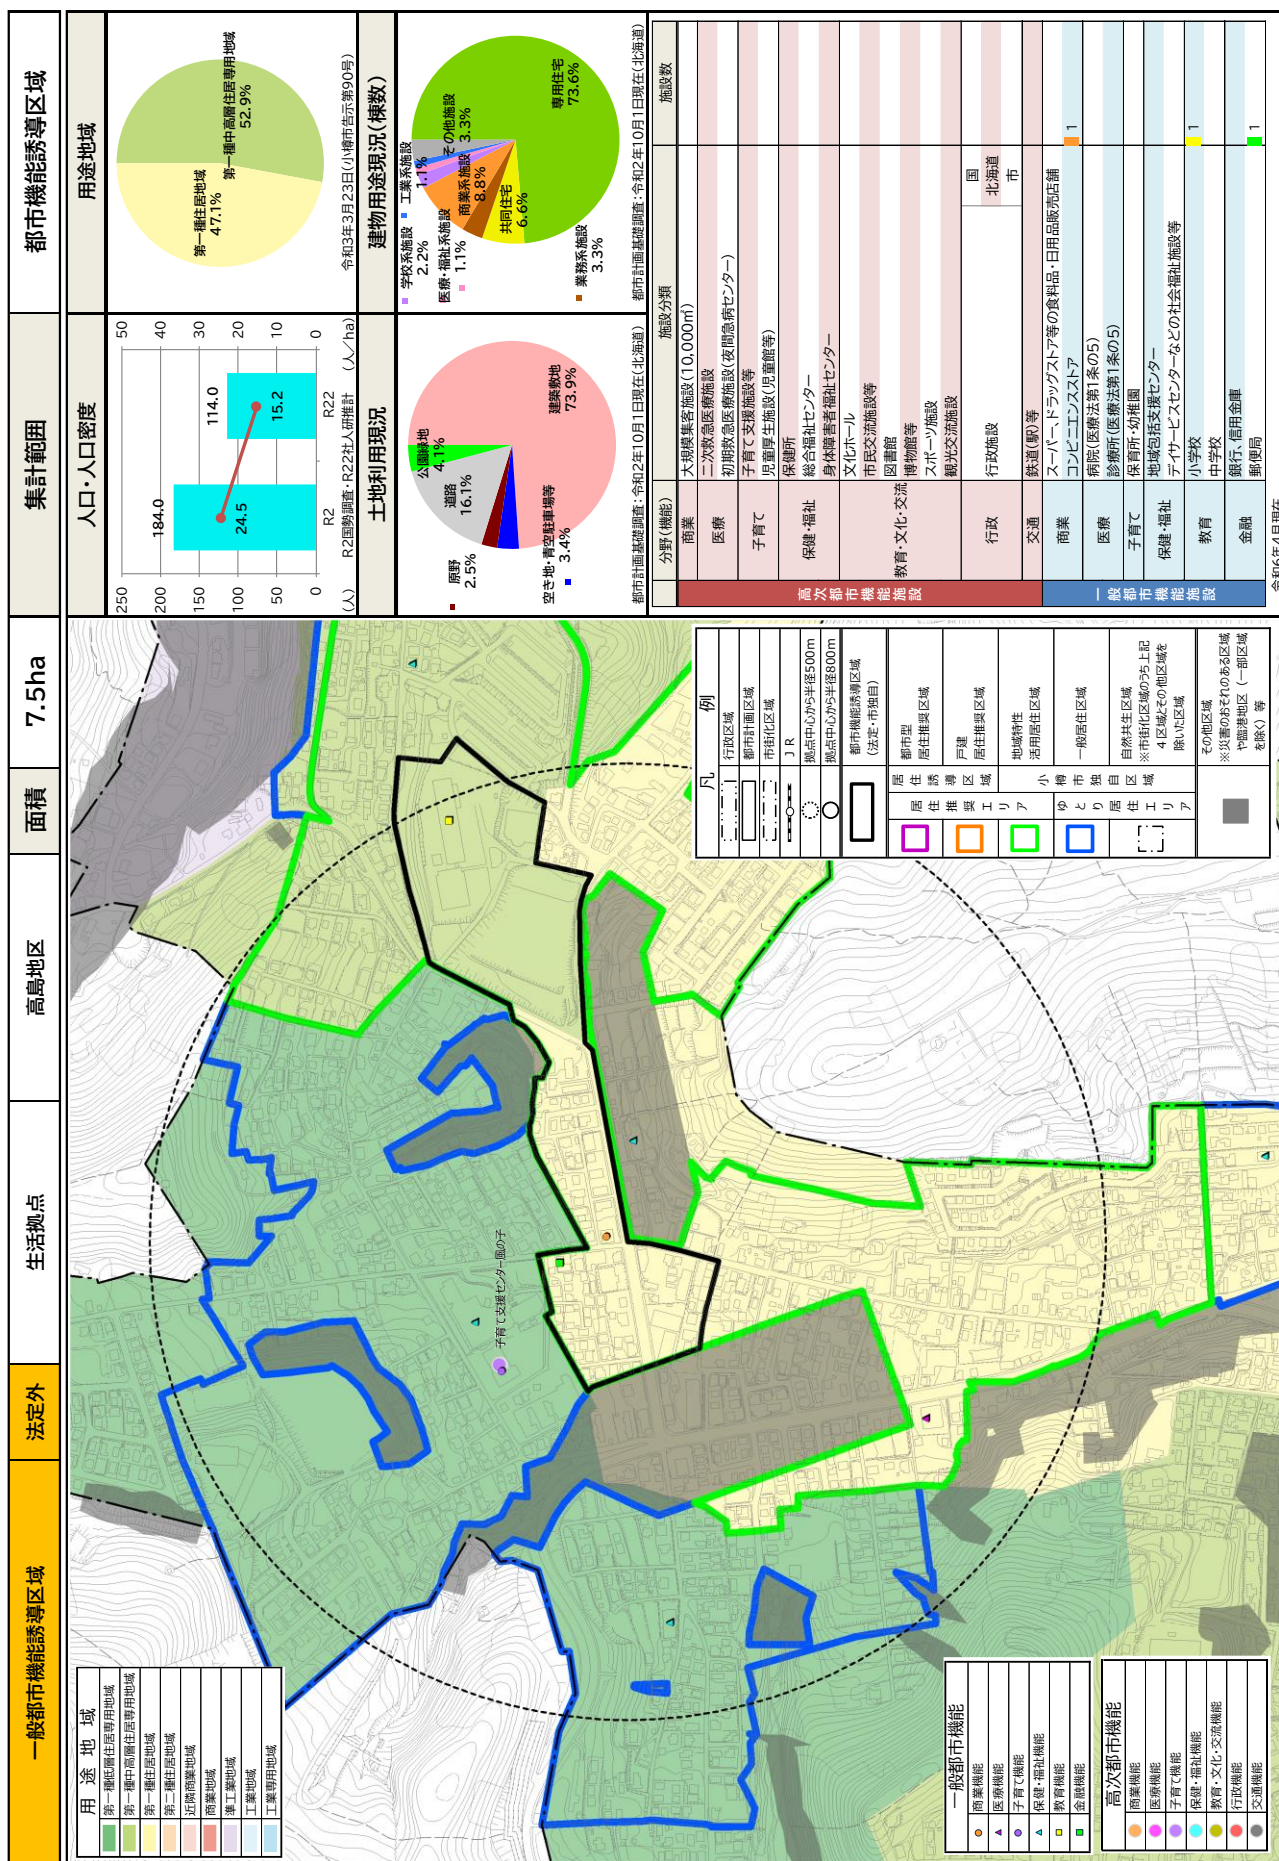 一般都市機能誘導区域
法定外
生活拠点
高島地区
面積
7.5ha
集計範囲
都市機能誘導区域
用途地域
第一種低層住居専用地域
第一種中高層住居専用地域
第一種住居地域
第二種住居地域
近隣商業地域
商業地域
準工業地域
工業地域
工業専用地域
子育て支援センター風の子
一般都市機能
商業機能
医療機能
子育て機能
保健・福祉機能
教育機能
金融機能
高次都市機能
商業機能
医療機能
子育て機能
保健・福祉機能
教育・文化・交流機能
行政機能
交通機能
凡例
行政区域
都市計画区域
市街化区域
JR
拠点中心から半径500m
拠点中心から半径800m
都市機能誘導区域
(法定・市独自)
居住推奨エリア
居住誘導区域
都市型
居住推奨区域
戸建
居住推奨区域
小樽市独自区域
地域特性
活用居住区域
ゆとり居住エリア
一般居住区域
自然共生区域
※市街化区域のうち上記
4区域とその他区域を
除いた区域
その他区域
※災害のおそれのある区域
や臨港地区(一部区域
を除く)等
人口・人口密度
250
200
150
100
50
0
(人)
184.0
114.0
24.5
15.2
R2
R22
50
40
30
20
10
0
(人/ha)
R2国勢調査・R22社人研推計
用途地域
第一種住居地域
47.1%
第一種中高層住居専用地域
52.9%
令和3年3月23日(小樽市告示第90号)
土地利用現況
原野
2.5%
道路
16.1%
公園緑地
4.1%
空き地・青空駐車場等
3.4%
建築敷地
73.9%
都市計画基礎調査:令和2年10月1日現在(北海道)
建物用途現況(棟数)
学校系施設
2.2%
工業系施設
1.1%
医療・福祉系施設
1.1%
その他施設
3.3%
商業系施設
8.8%
共同住宅
6.6%
業務系施設
3.3%
専用住宅
73.6%
都市計画基礎調査:令和2年10月1日現在(北海道)
分野(機能)
施設分類
施設数
高次都市機能施設
商業
大規模集客施設(10,000㎡)
医療
二次救急医療施設
初期救急医療施設(夜間急病センター)
子育て
子育て支援施設等
児童厚生施設(児童館等)
保健・福祉
保健所
総合福祉センター
身体障害者福祉センター
教育・文化・交流
文化ホール
市民交流施設等
図書館
博物館等
スポーツ施設
観光交流施設
行政
行政施設
国
北海道
市
交通
鉄道(駅)等
一般都市機能施設
商業
スーパー、ドラッグストア等の食料品・日用品販売店舗
コンビニエンスストア
1
医療
病院(医療法第1条の5)
診療所(医療法第1条の5)
子育て
保育所・幼稚園
保健・福祉
地域包括支援センター
デイサービスセンターなどの社会福祉施設等
教育
小学校
1
中学校
金融
銀行、信用金庫
郵便局
1
令和6年4月現在